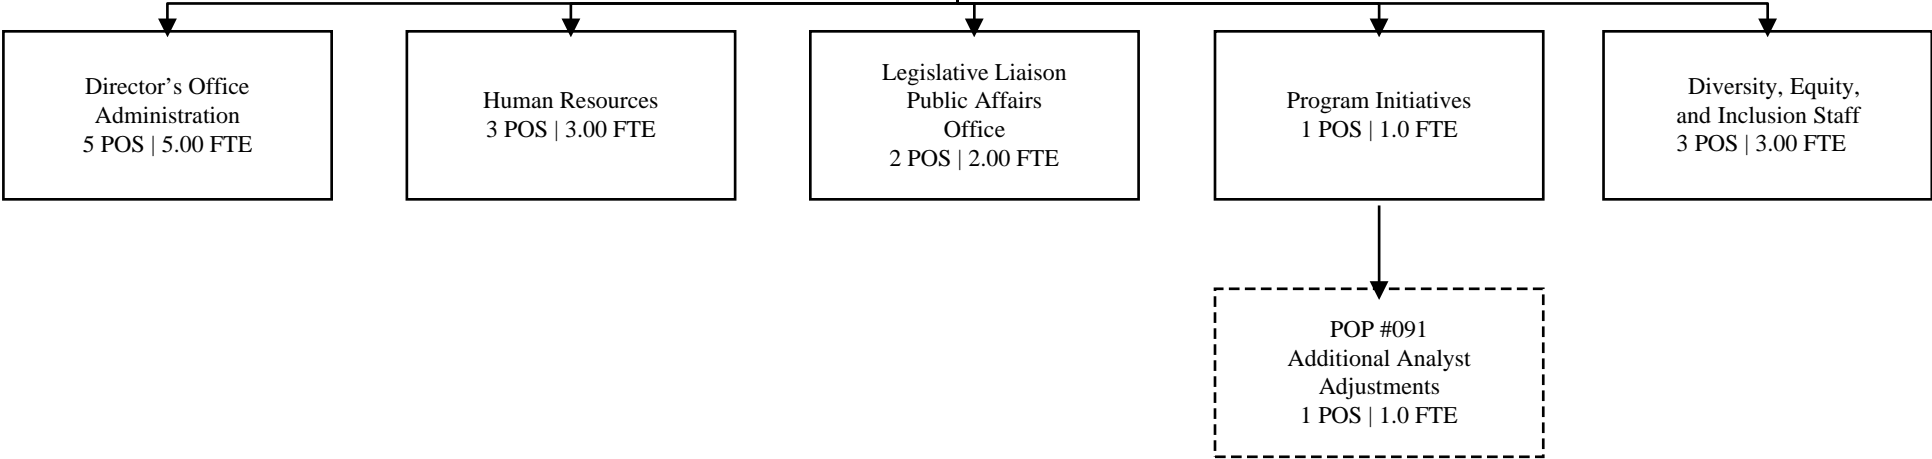 Director’s Office
Administration
5 POS | 5.00 FTE
Human Resources
3 POS | 3.00 FTE
Legislative Liaison
Public Affairs
Office
2 POS | 2.00 FTE
Program Initiatives
1 POS | 1.0 FTE
Diversity, Equity,
and Inclusion Staff
3 POS | 3.00 FTE
POP #091
Additional Analyst
Adjustments
1 POS | 1.0 FTE